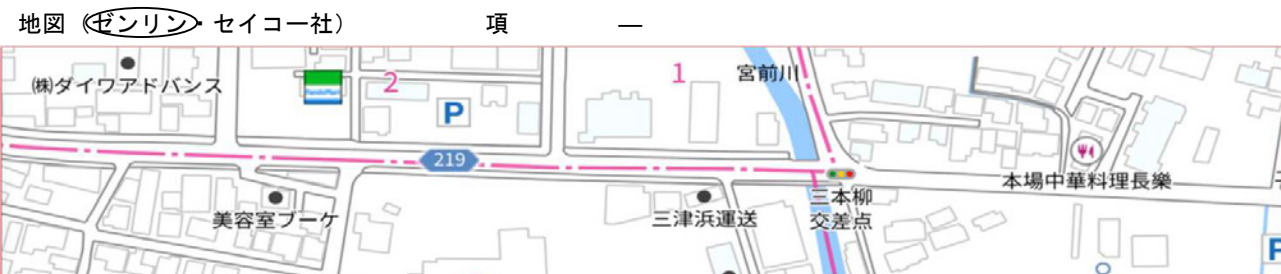 地図（ゼンリン・セイコー社）　項　―
1
宮前川
㈱ダイワアドバンス
2
FamilyMart
P
219
本場中華料理長樂
三本柳
交差点
美容室ブーケ
三津浜運送
P